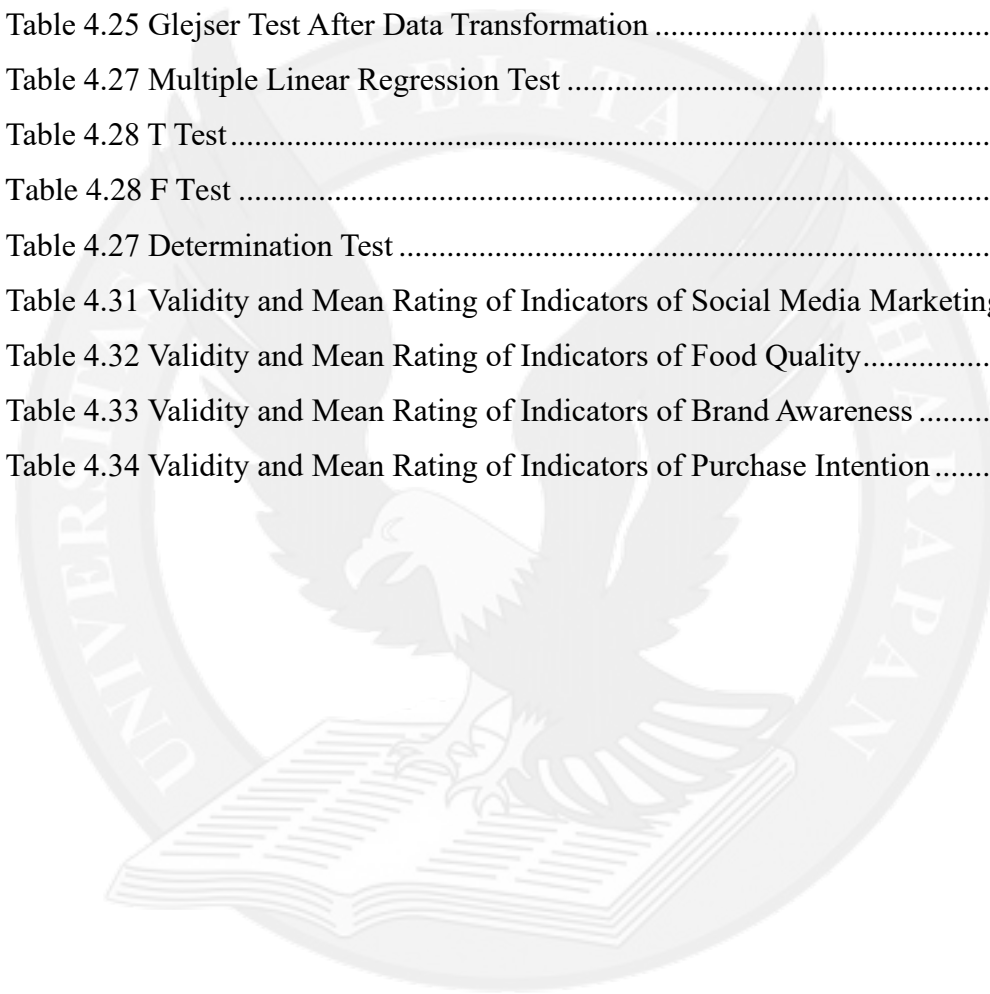 Table 4.25 Glejser Test After Data Transformation ........................................
Table 4.27 Multiple Linear Regression Test ..................................................
Table 4.28 T Test ............................................................................................
Table 4.28 F Test ............................................................................................
Table 4.27 Determination Test .......................................................................
Table 4.31 Validity and Mean Rating of Indicators of Social Media Marketing
Table 4.32 Validity and Mean Rating of Indicators of Food Quality ...............
Table 4.33 Validity and Mean Rating of Indicators of Brand Awareness .........
Table 4.34 Validity and Mean Rating of Indicators of Purchase Intention .......
UNIVERSITAS PELITA HARAPAN